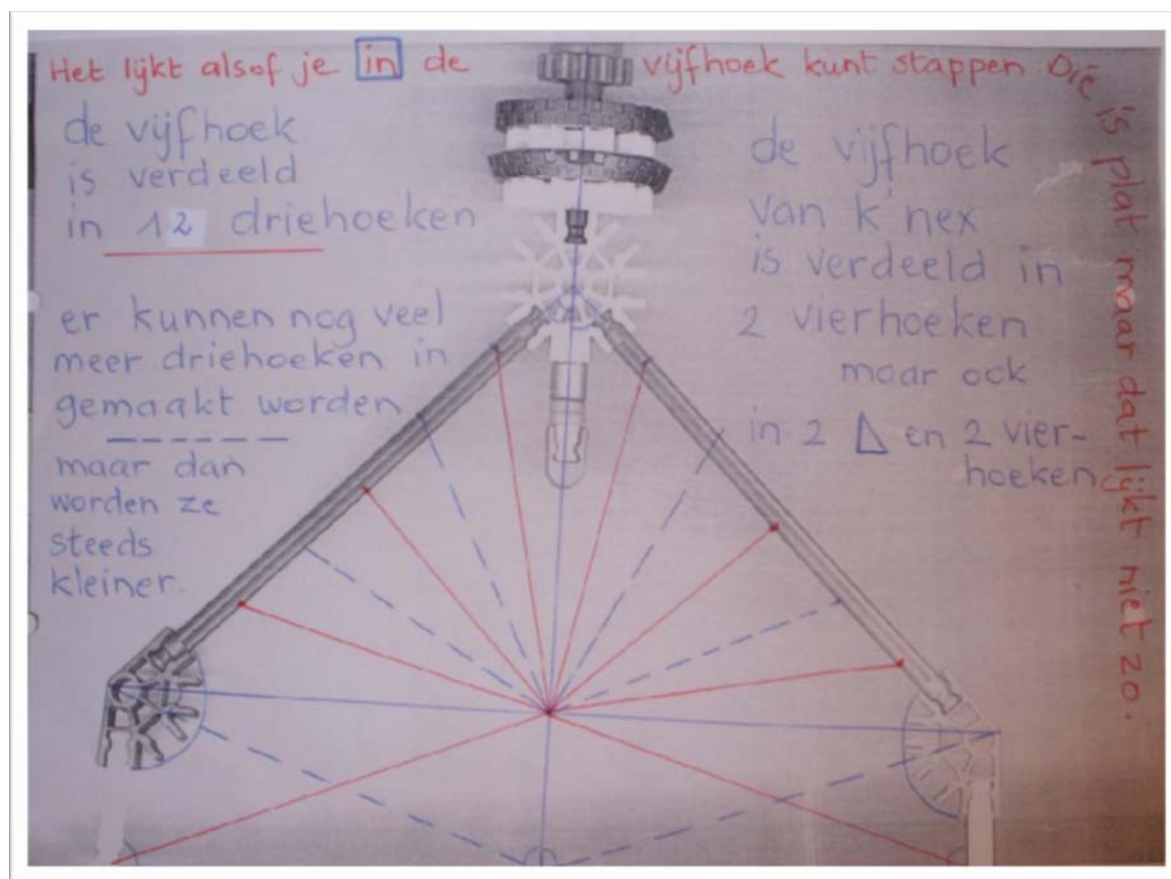 Het lijkt alsof je in de vijfhoek kunt stappen. Die is plat maar dat lijkt niet zo.
de vijfhoek
is verdeeld
in 12 driehoeken
er kunnen nog veel
meer driehoeken in
gemaakt worden
maar dan
worden ze
steeds
kleiner.
de vijfhoek
van k'nex
is verdeeld in
2 vierhoeken
maar ook
in 2 Δ en 2 vier-
hoeken